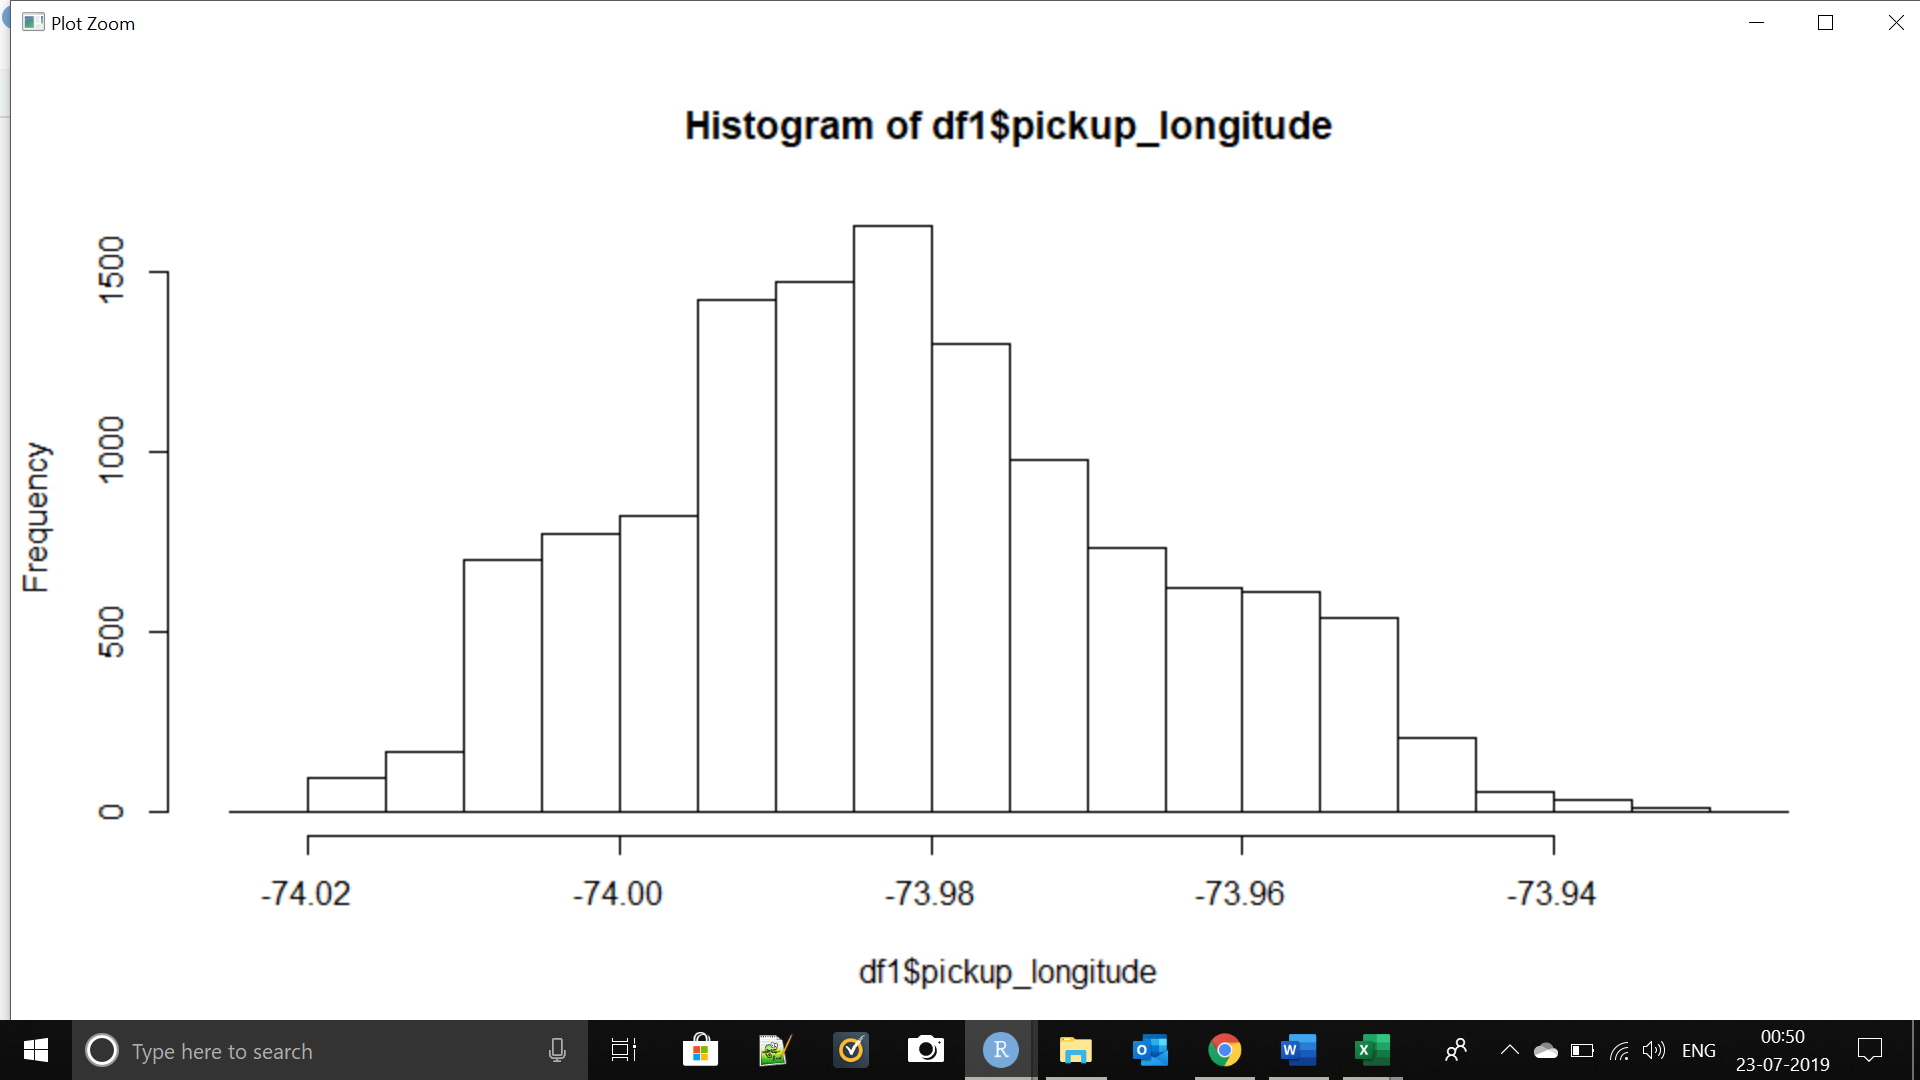 Plot Zoom
Histogram of df1$pickup_longitude
Frequency
1500
1000
500
0
-74.02 -74.00 -73.98 -73.96 -73.94
df1$pickup_longitude
Type here to search
R
O
W
X
ENG
00:50
23-07-2019